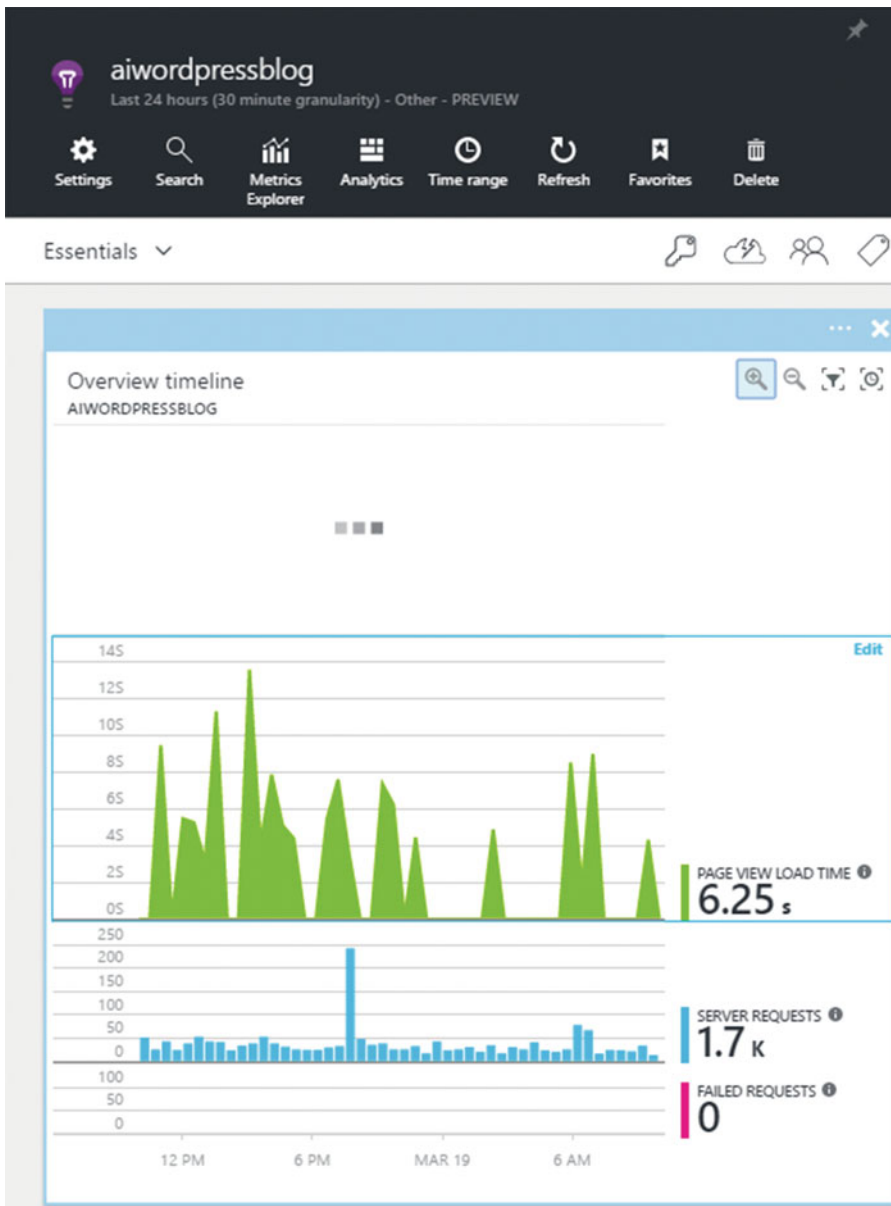 aiwordpressblog
Last 24 hours (30 minute granularity) - Other - PREVIEW
Settings
Search
Metrics
Explorer
Analytics
Time range
Refresh
Favorites
Delete
Essentials
Overview timeline
AIWORDPRESSBLOG
Edit
14S
12S
10S
8S
6S
4S
2S
0S
PAGE VIEW LOAD TIME
6.25 s
250
200
150
100
50
0
SERVER REQUESTS
1.7 K
100
50
0
FAILED REQUESTS
0
12 PM
6 PM
MAR 19
6 AM